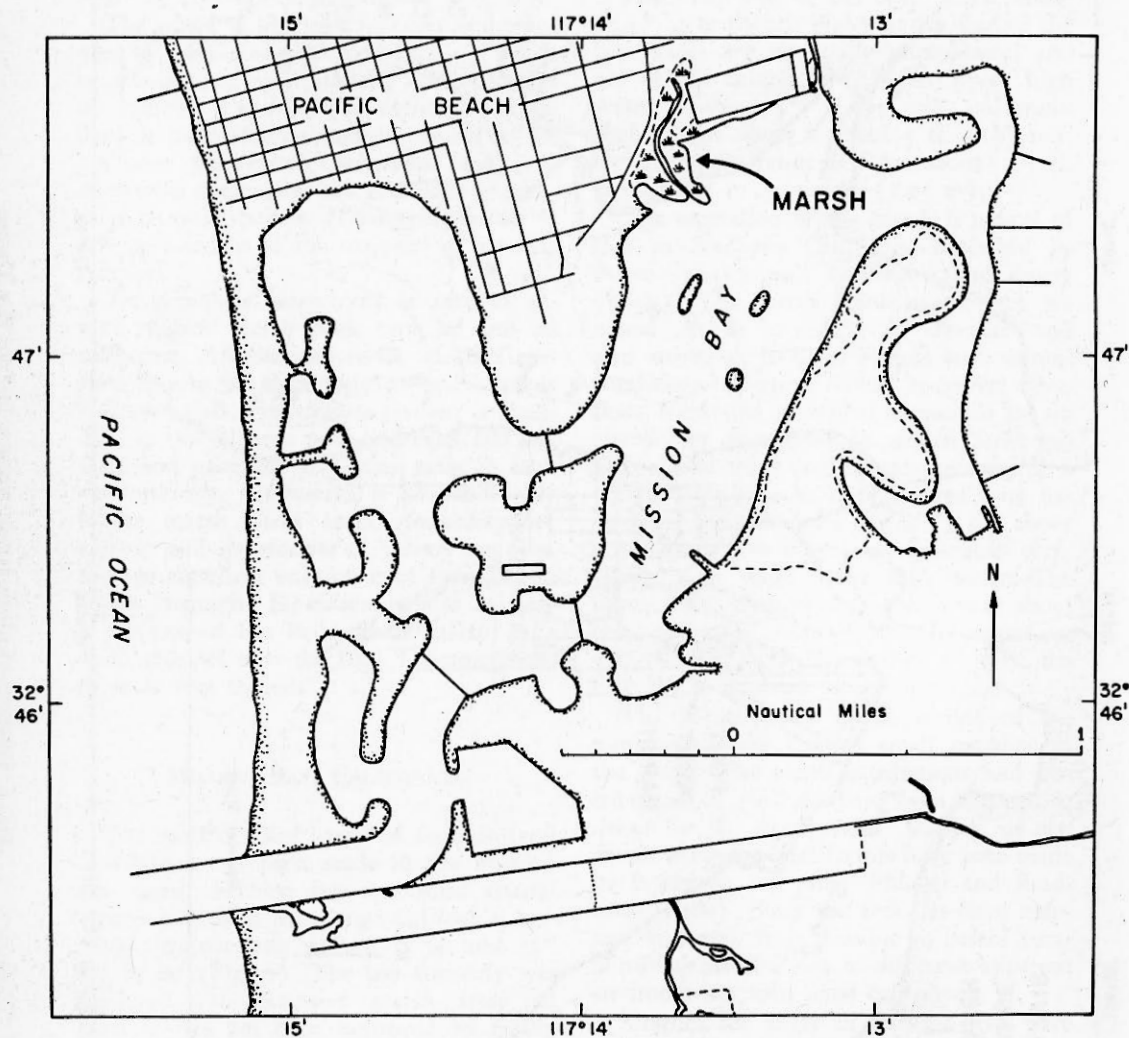 15' 117°14' 13'
PACIFIC BEACH
MARSH
47' 47'
MISSION BAY
PACIFIC OCEAN
N
32°
46'
32°
46'
Nautical Miles
0 1
15' 117°14' 13'